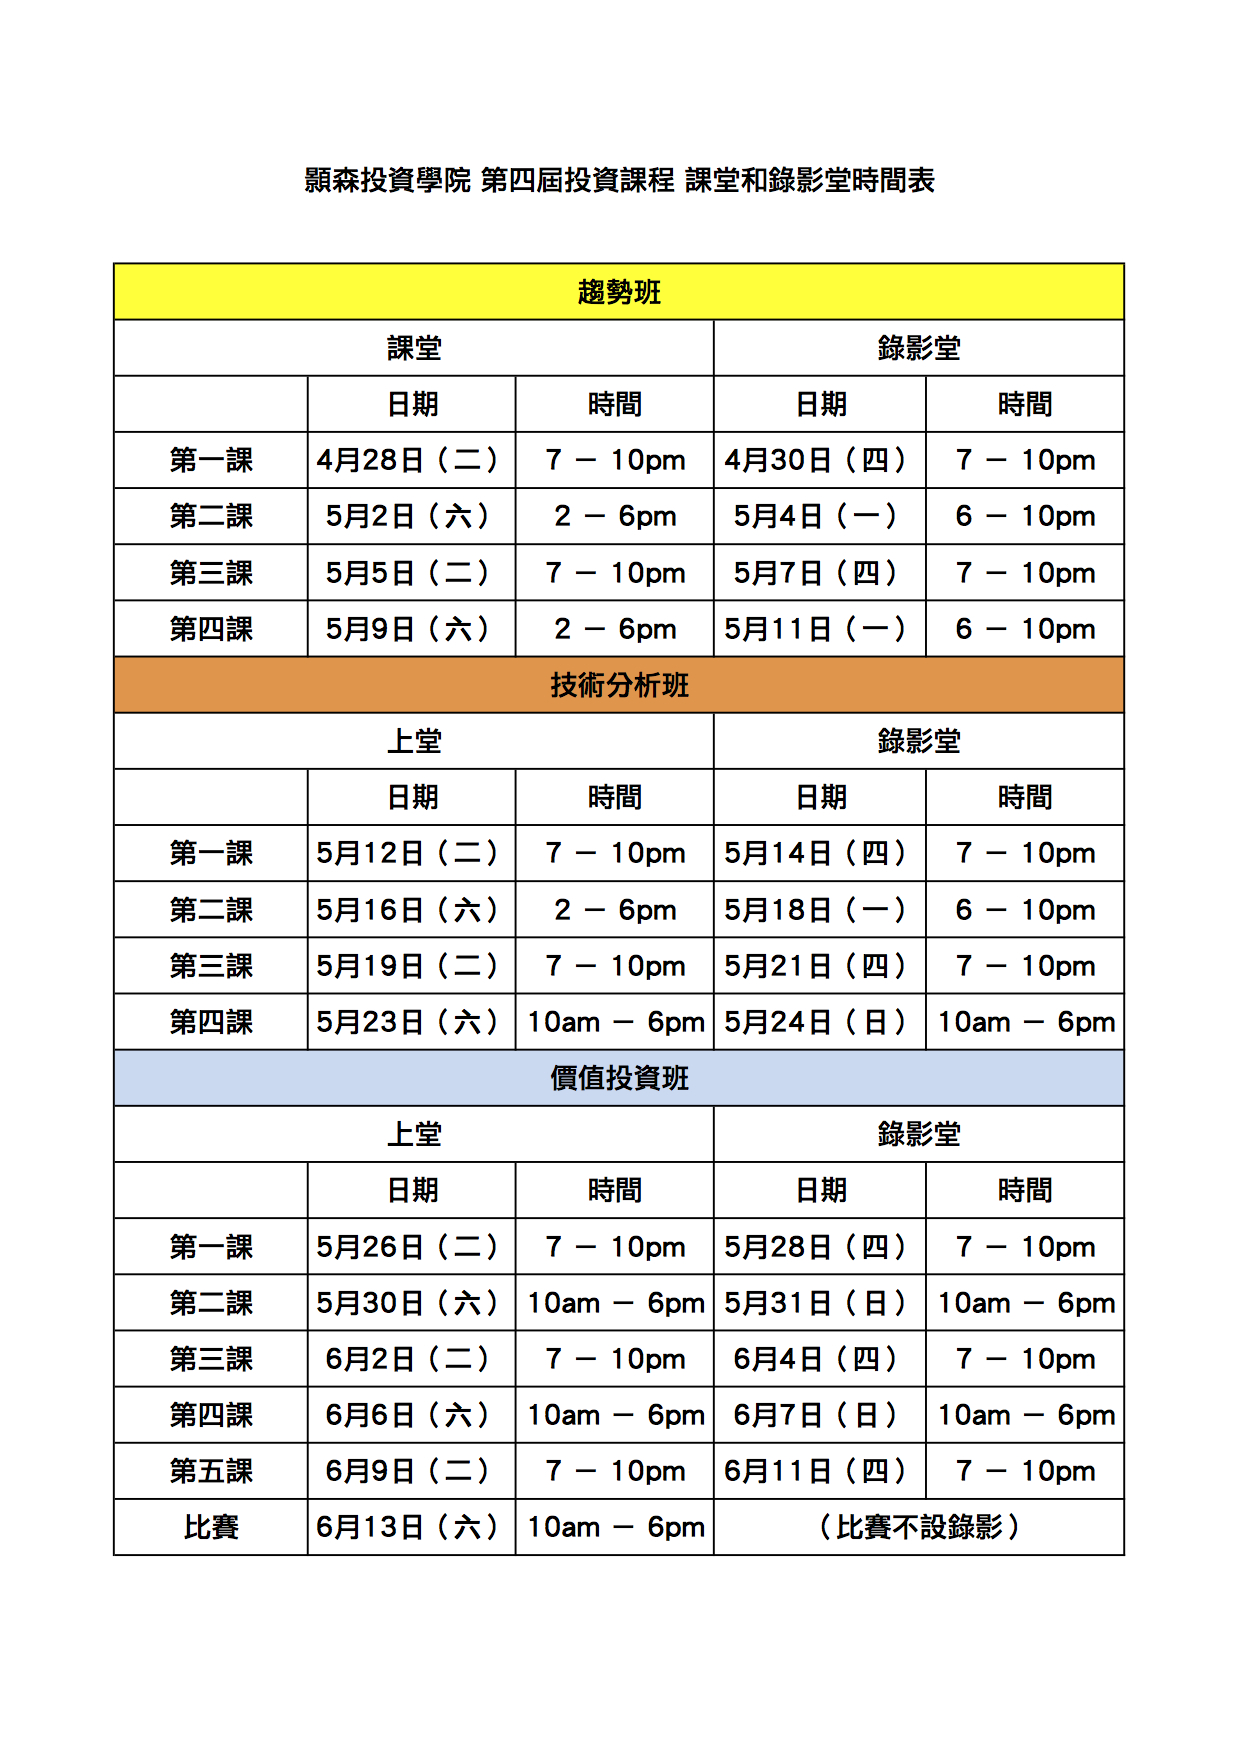 顥森投資學院 第四屆投資課程 課堂和錄影堂時間表
趨勢班
課堂 錄影堂
日期 時間 日期 時間
第一課 4月28日（二） 7 － 10pm 4月30日（四） 7 － 10pm
第二課 5月2日（六） 2 － 6pm 5月4日（一） 6 － 10pm
第三課 5月5日（二） 7 － 10pm 5月7日（四） 7 － 10pm
第四課 5月9日（六） 2 － 6pm 5月11日（一） 6 － 10pm
技術分析班
上堂 錄影堂
日期 時間 日期 時間
第一課 5月12日（二） 7 － 10pm 5月14日（四） 7 － 10pm
第二課 5月16日（六） 2 － 6pm 5月18日（一） 6 － 10pm
第三課 5月19日（二） 7 － 10pm 5月21日（四） 7 － 10pm
第四課 5月23日（六） 10am － 6pm 5月24日（日） 10am － 6pm
價值投資班
上堂 錄影堂
日期 時間 日期 時間
第一課 5月26日（二） 7 － 10pm 5月28日（四） 7 － 10pm
第二課 5月30日（六） 10am － 6pm 5月31日（日） 10am － 6pm
第三課 6月2日（二） 7 － 10pm 6月4日（四） 7 － 10pm
第四課 6月6日（六） 10am － 6pm 6月7日（日） 10am － 6pm
第五課 6月9日（二） 7 － 10pm 6月11日（四） 7 － 10pm
比賽 6月13日（六） 10am － 6pm （比賽不設錄影）